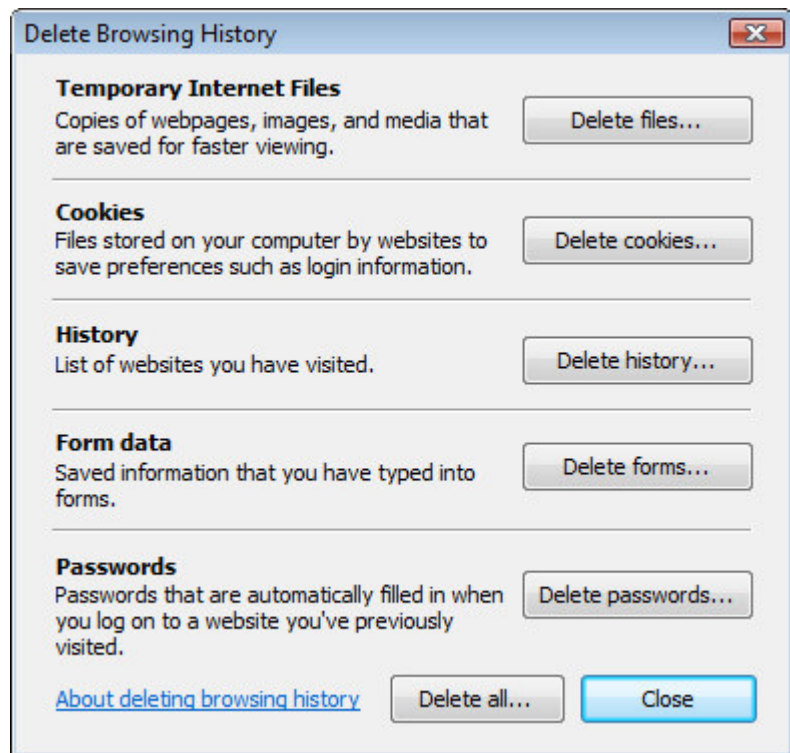 Delete Browsing History
Temporary Internet Files
Copies of webpages, images, and media that
are saved for faster viewing.
Delete files...
Cookies
Files stored on your computer by websites to
save preferences such as login information.
Delete cookies...
History
List of websites you have visited.
Delete history...
Form data
Saved information that you have typed into
forms.
Delete forms...
Passwords
Passwords that are automatically filled in when
you log on to a website you've previously
visited.
Delete passwords...
About deleting browsing history
Delete all...
Close